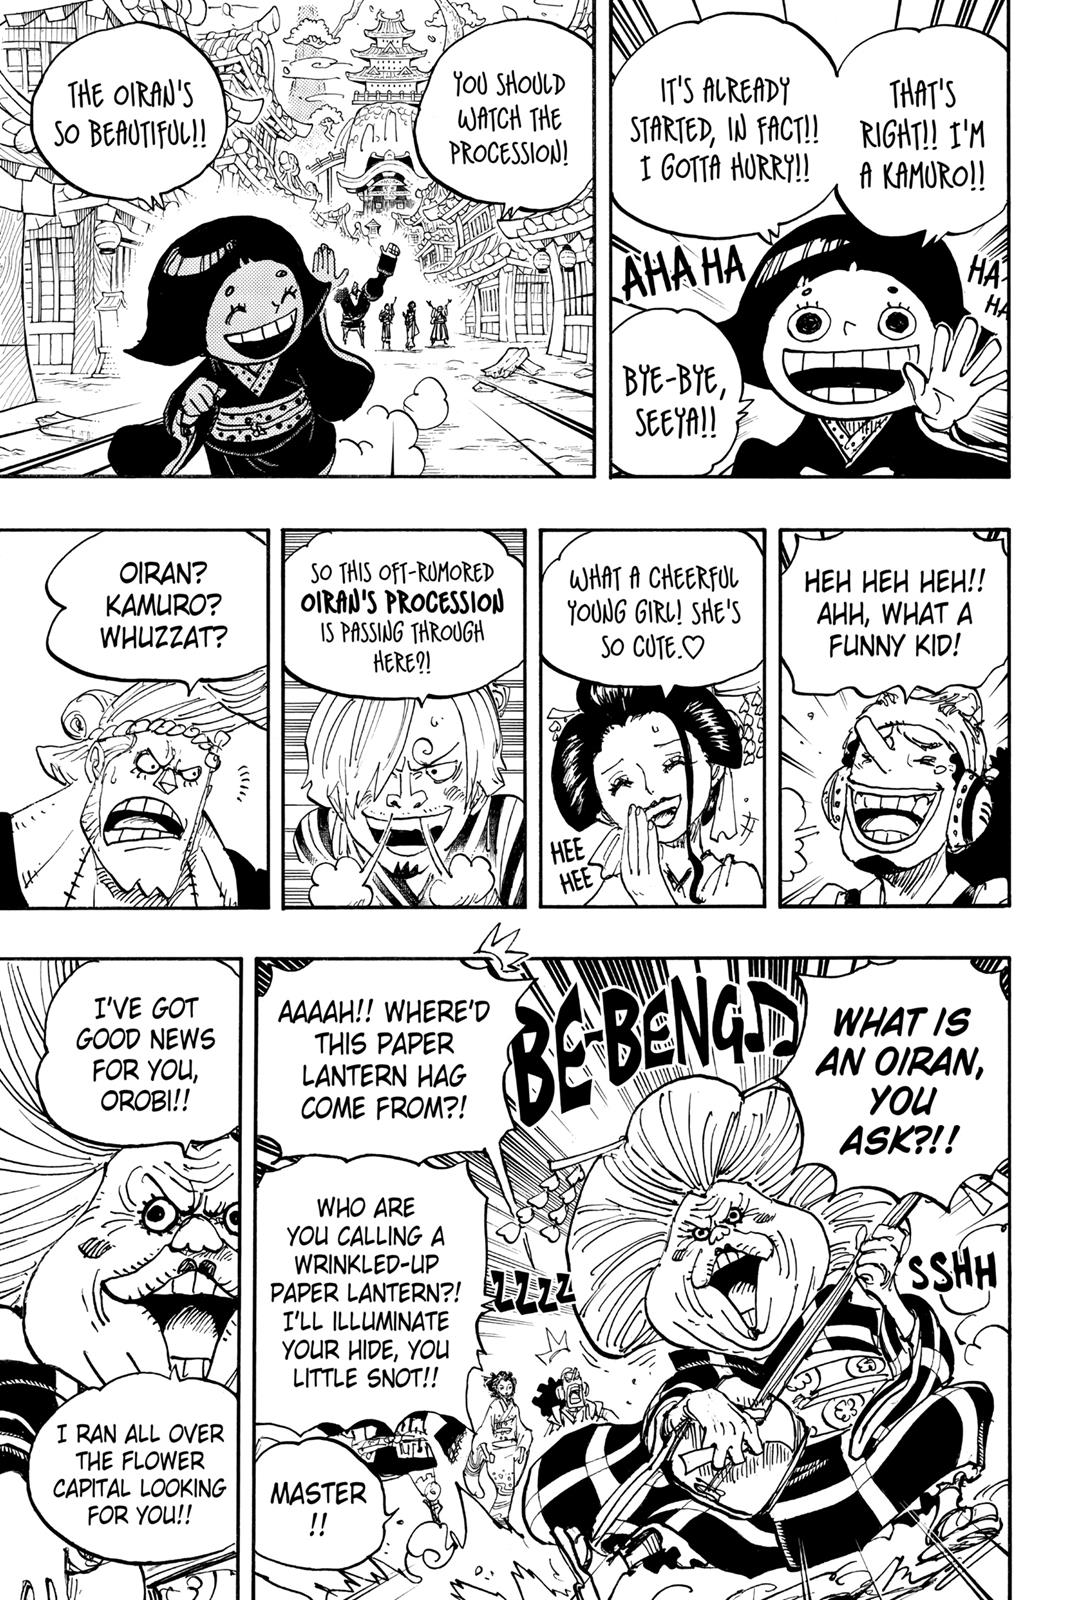 THAT'S
RIGHT!! I'M
A KAMURO!!
IT'S ALREADY
STARTED, IN FACT!!
I GOTTA HURRY!!
AHA HA
HA
HA
BYE-BYE,
SEEYA!!
YOU SHOULD
WATCH THE
PROCESSION!
THE OIRAN'S
SO BEAUTIFUL!!
HEH HEH HEH!!
AHH, WHAT A
FUNNY KID!
WHAT A CHEERFUL
YOUNG GIRL! SHE'S
SO CUTE.♡
HEE
HEE
SO THIS OFT-RUMORED
OIRAN'S PROCESSION
IS PASSING THROUGH
HERE?!
OIRAN?
KAMURO?
WHUZZAT?
WHAT IS
AN OIRAN,
YOU
ASK?!!
BE-BENG♫
SSHH
AAAAH!! WHERE'D
THIS PAPER
LANTERN HAG
COME FROM?!
WHO ARE
YOU CALLING A
WRINKLED-UP
PAPER LANTERN?!
I'LL ILLUMINATE
YOUR HIDE, YOU
LITTLE SNOT!!
ZZZZ
MASTER
!!
I'VE GOT
GOOD NEWS
FOR YOU,
OROBI!!
I RAN ALL OVER
THE FLOWER
CAPITAL LOOKING
FOR YOU!!